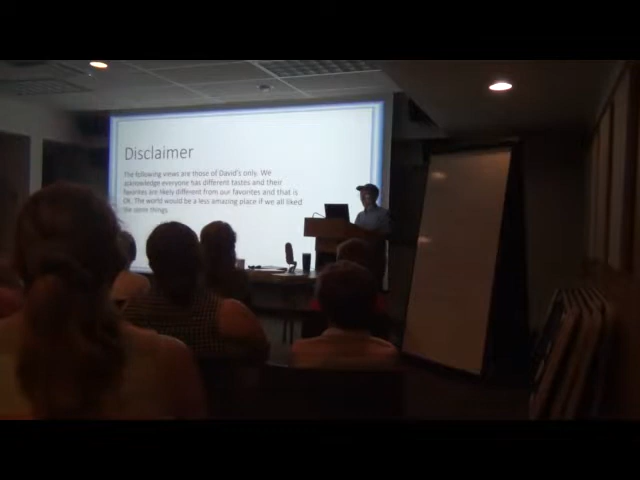 Disclaimer
The following views are those of David's only. We
acknowledge everyone has different tastes and their
favorites are likely different from our favorites and that is
OK. The world would be a less amazing place if we all liked
the same things.